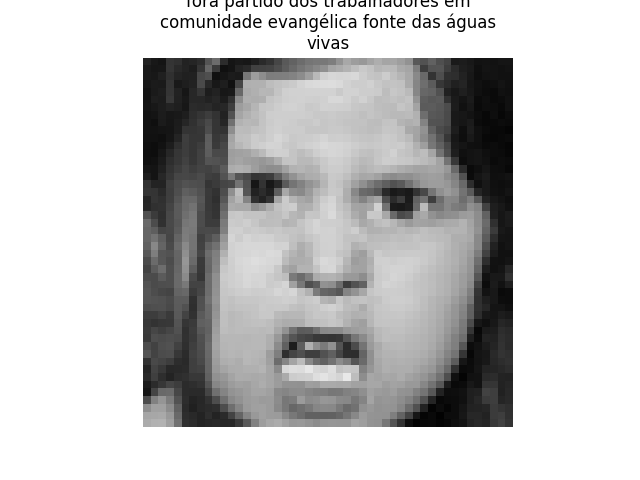 fora partido dos trabalhadores em
comunidade evangélica fonte das águas
vivas